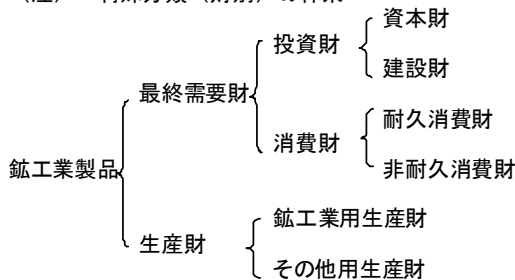 資本財
投資財
建設財
最終需要財
耐久消費財
消費財
非耐久消費財
鉱工業製品
鉱工業用生産財
生産財
その他用生産財